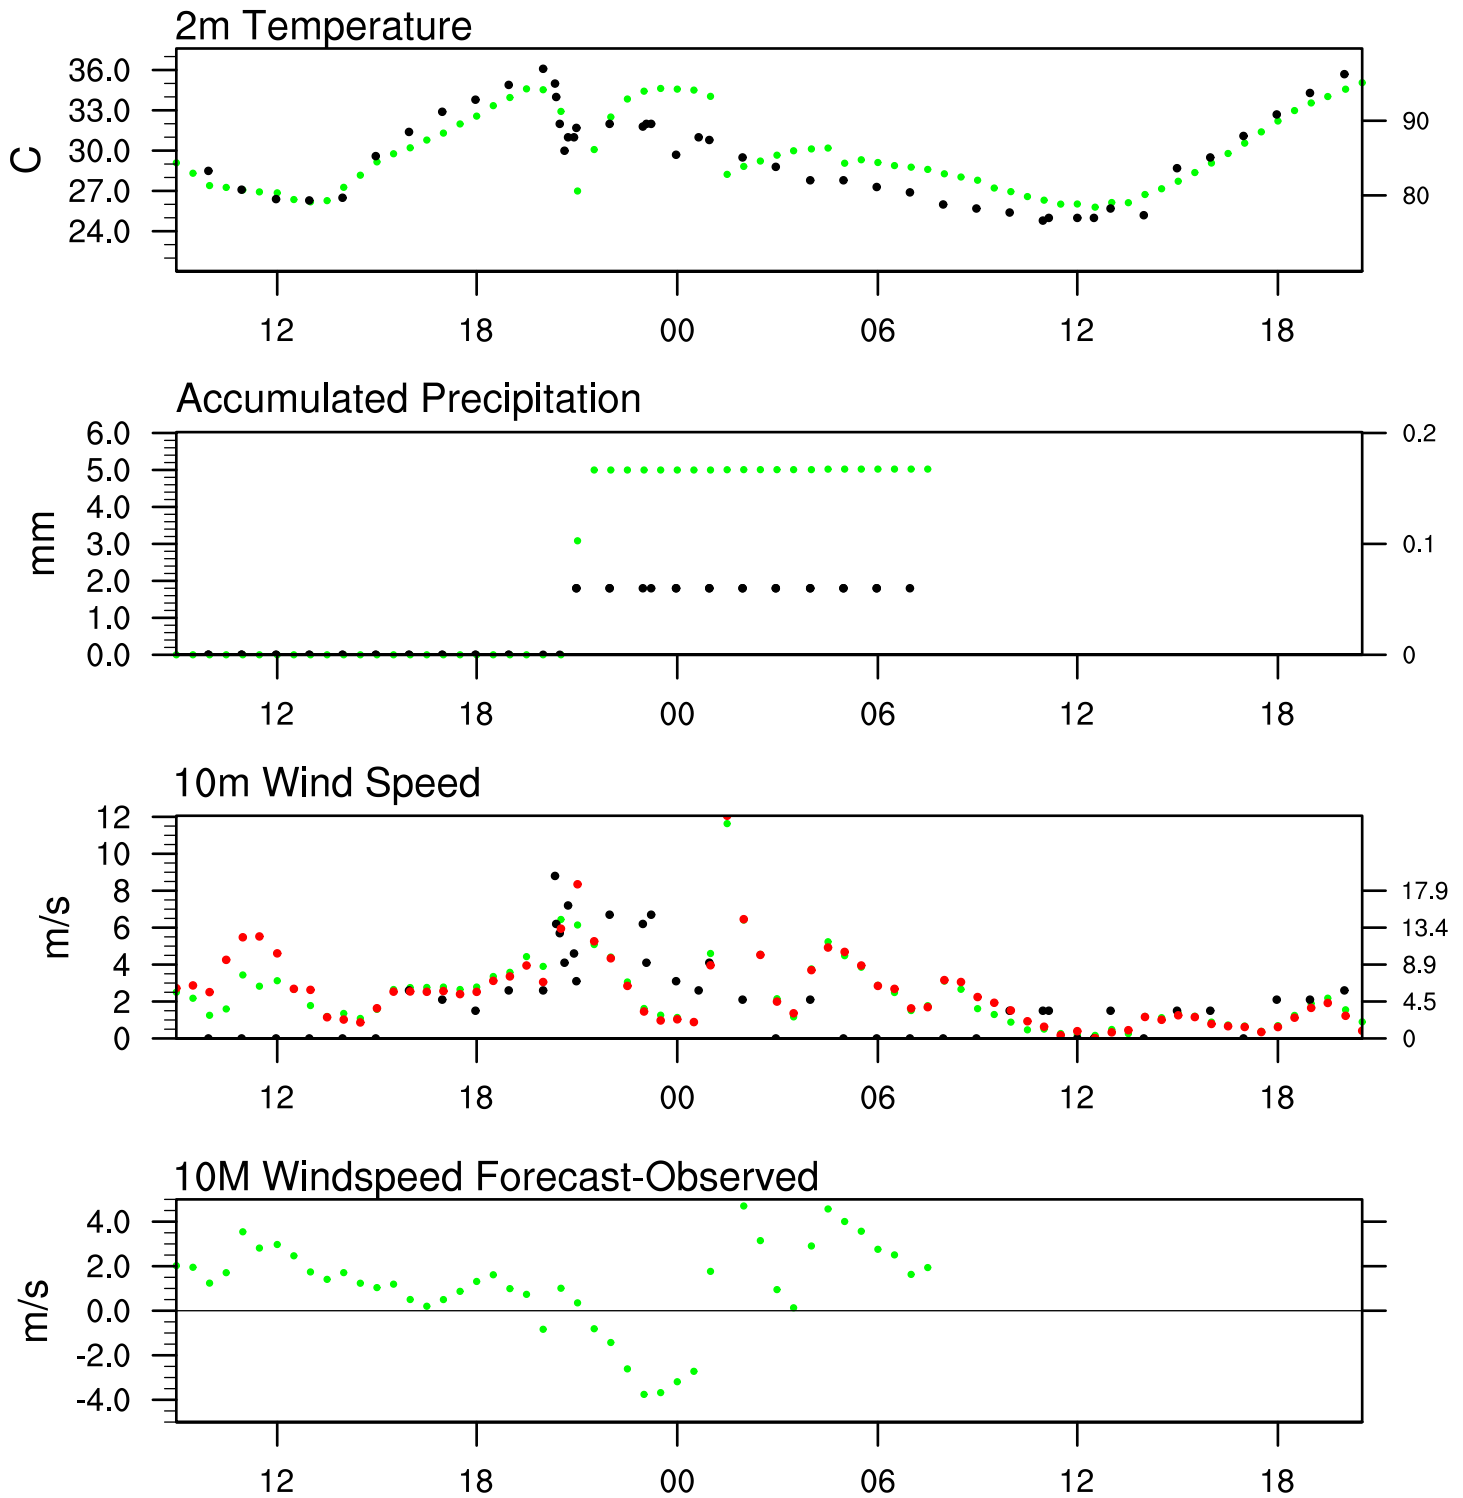 2m Temperature
36.0
33.0
30.0
27.0
24.0
C
90
80
12 18 00 06 12 18
Accumulated Precipitation
6.0
5.0
4.0
3.0
2.0
1.0
0.0
mm
0.2
0.1
0
12 18 00 06 12 18
10m Wind Speed
12
10
8
6
4
2
0
m/s
17.9
13.4
8.9
4.5
0
12 18 00 06 12 18
10M Windspeed Forecast-Observed
4.0
2.0
0.0
-2.0
-4.0
m/s
12 18 00 06 12 18